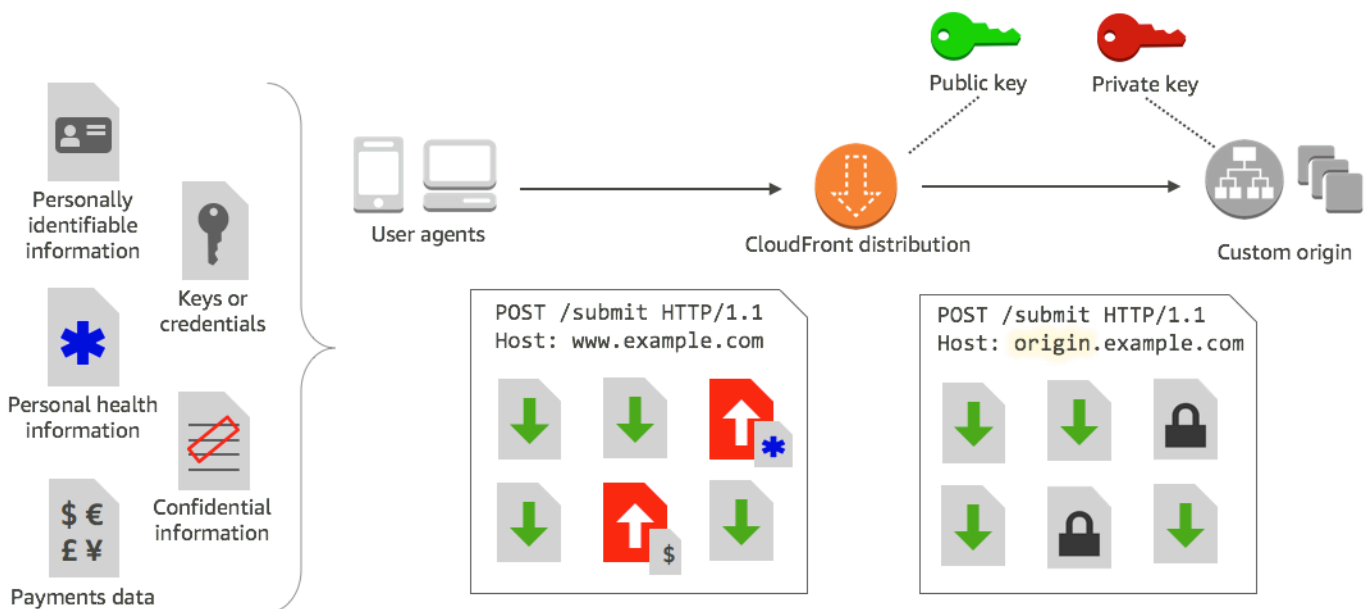 Public key
Private key
Personally
identifiable
information
Keys or
credentials
Personal health
information
Confidential
information
$ €
£ ¥
Payments data
User agents
CloudFront distribution
Custom origin
POST /submit HTTP/1.1
Host: www.example.com
$
POST /submit HTTP/1.1
Host: origin.example.com